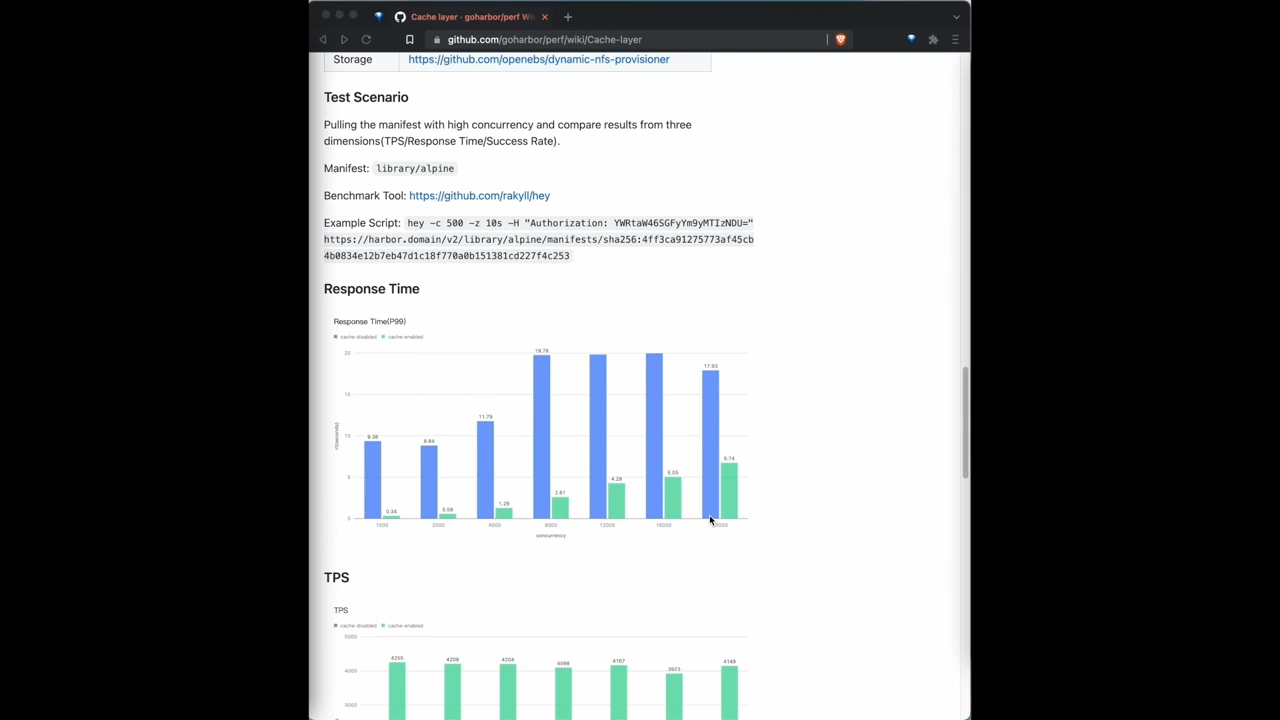 Cache layer · goharbor/perf Wi
github.com/goharbor/perf/wiki/Cache-layer
Storage https://github.com/openebs/dynamic-nfs-provisioner
Test Scenario
Pulling the manifest with high concurrency and compare results from three
dimensions(TPS/Response Time/Success Rate).
Manifest: library/alpine
Benchmark Tool: https://github.com/rakyll/hey
Example Script: hey -c 500 -z 10s -H "Authorization: YWRtaW46SGFyYm9yMTIzNDU="
https://harbor.domain/v2/library/alpine/manifests/sha256:4ff3ca91275773af45cb
4b0834e12b7eb47d1c18f770a0b151381cd227f4c253
Response Time
Response Time(P99)
cache-disabled cache-enabled
20
19.76
17.93
15
11.79
10
9.36
8.84
6.74
5
5.05
4.28
2.61
1.29
0.58
0.34
0
1000 2000 4000 8000 12000 16000
concurrency
TPS
TPS
cache-disabled cache-enabled
5000
4255 4209 4204 4098 4167 3923 4149
4000
3000